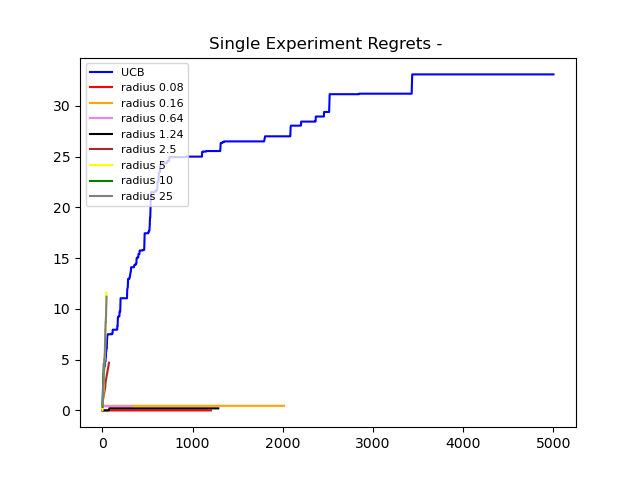 Single Experiment Regrets -
UCB
radius 0.08
radius 0.16
radius 0.64
radius 1.24
radius 2.5
radius 5
radius 10
radius 25
30
25
20
15
10
5
0
0 1000 2000 3000 4000 5000